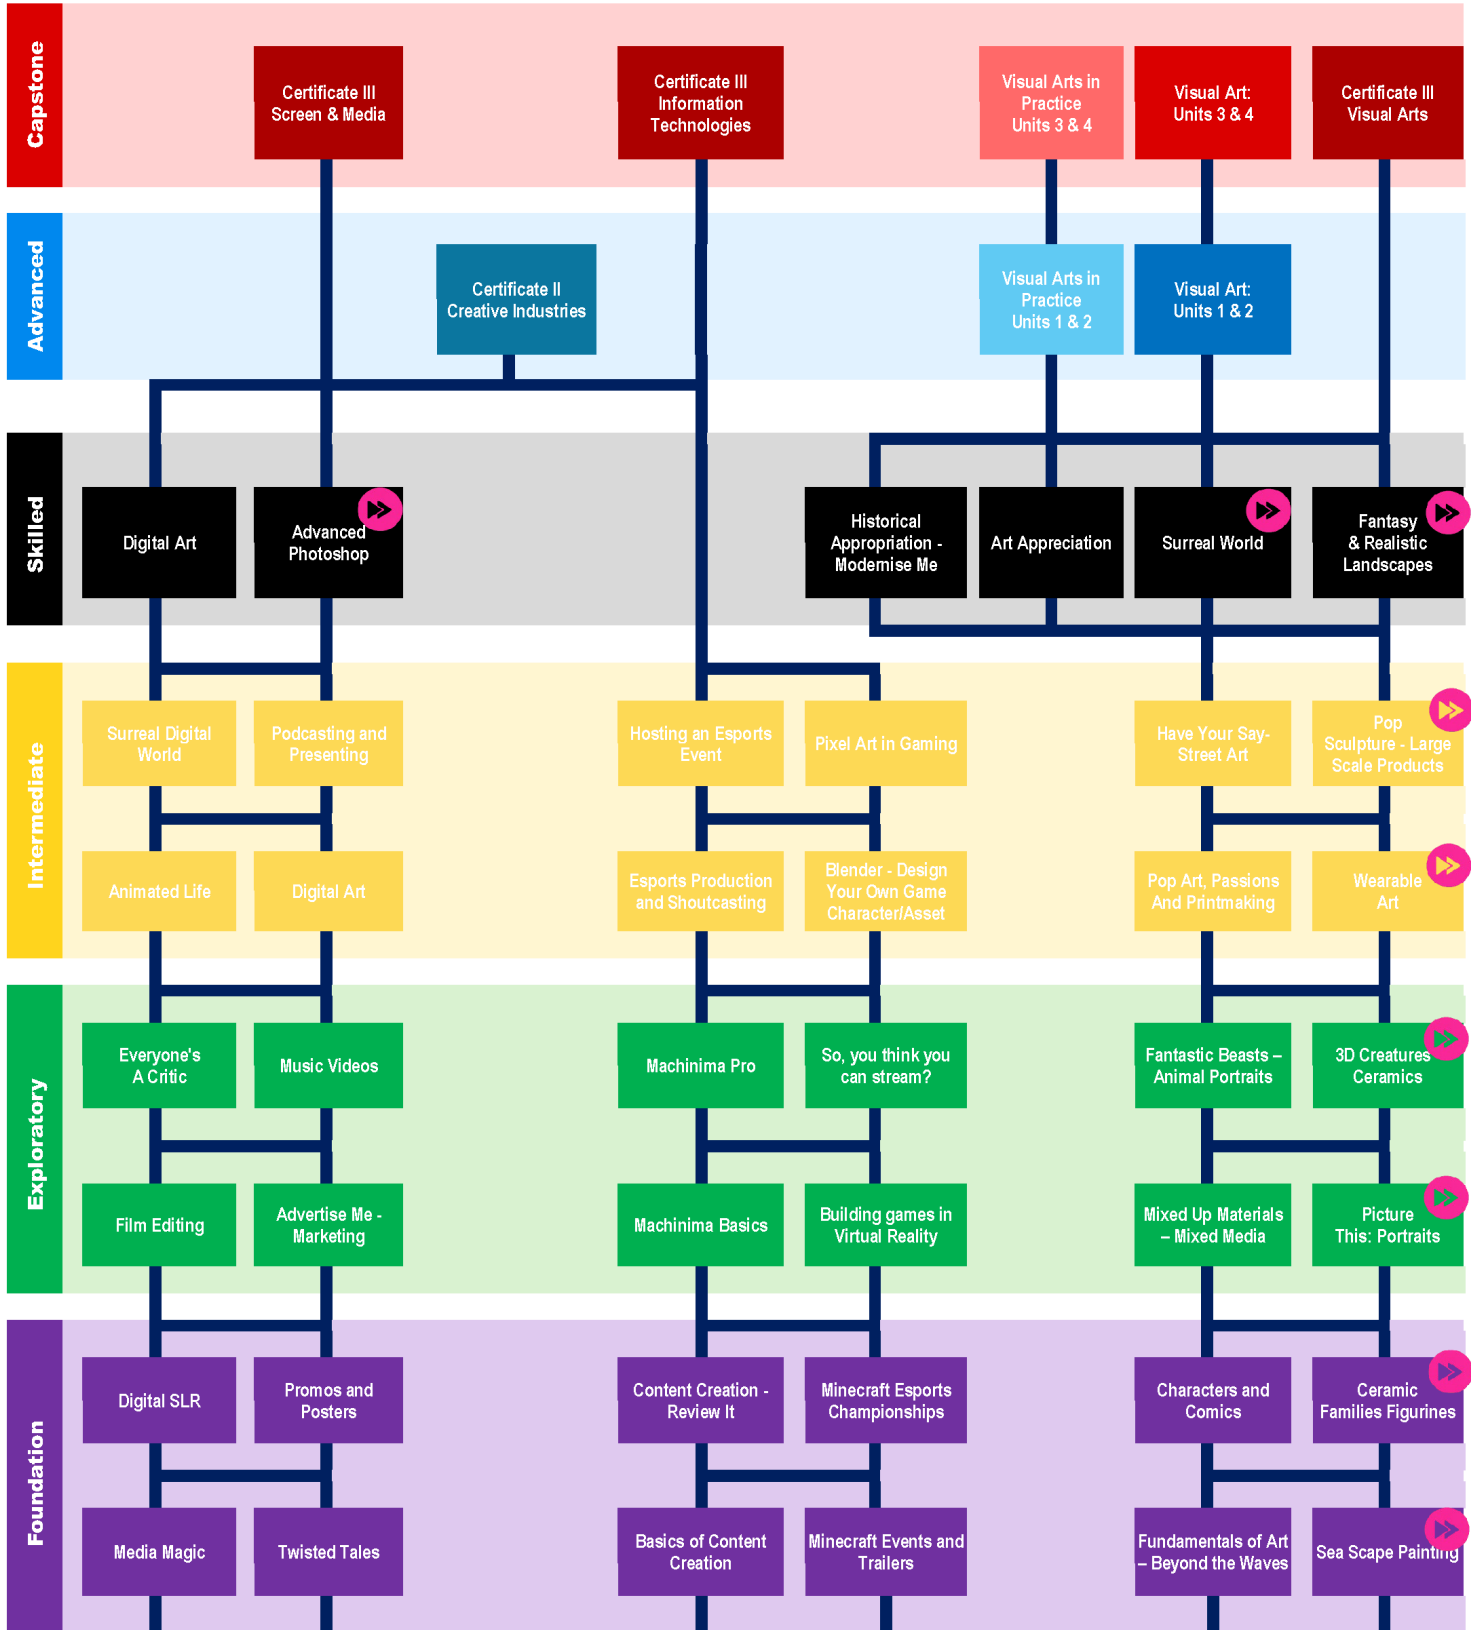 Capstone
Certificate III
Screen & Media
Certificate III
Information
Technologies
Visual Arts in
Practice
Units 3 & 4
Visual Art:
Units 3 & 4
Certificate III
Visual Arts
Advanced
Certificate II
Creative Industries
Visual Arts in
Practice
Units 1 & 2
Visual Art:
Units 1 & 2
Skilled
Digital Art
Advanced
Photoshop
Historical
Appropriation -
Modernise Me
Art Appreciation
Surreal World
Fantasy
& Realistic
Landscapes
Intermediate
Surreal Digital
World
Podcasting and
Presenting
Hosting an Esports
Event
Pixel Art in Gaming
Have Your Say-
Street Art
Pop
Sculpture - Large
Scale Products
Animated Life
Digital Art
Esports Production
and Shoutcasting
Blender - Design
Your Own Game
Character/Asset
Pop Art, Passions
And Printmaking
Wearable
Art
Exploratory
Everyone's
A Critic
Music Videos
Machinima Pro
So, you think you
can stream?
Fantastic Beasts –
Animal Portraits
3D Creatures
Ceramics
Film Editing
Advertise Me -
Marketing
Machinima Basics
Building games in
Virtual Reality
Mixed Up Materials
– Mixed Media
Picture
This: Portraits
Foundation
Digital SLR
Promos and
Posters
Content Creation -
Review It
Minecraft Esports
Championships
Characters and
Comics
Ceramic
Families Figurines
Media Magic
Twisted Tales
Basics of Content
Creation
Minecraft Events and
Trailers
Fundamentals of Art
– Beyond the Waves
Sea Scape Painting